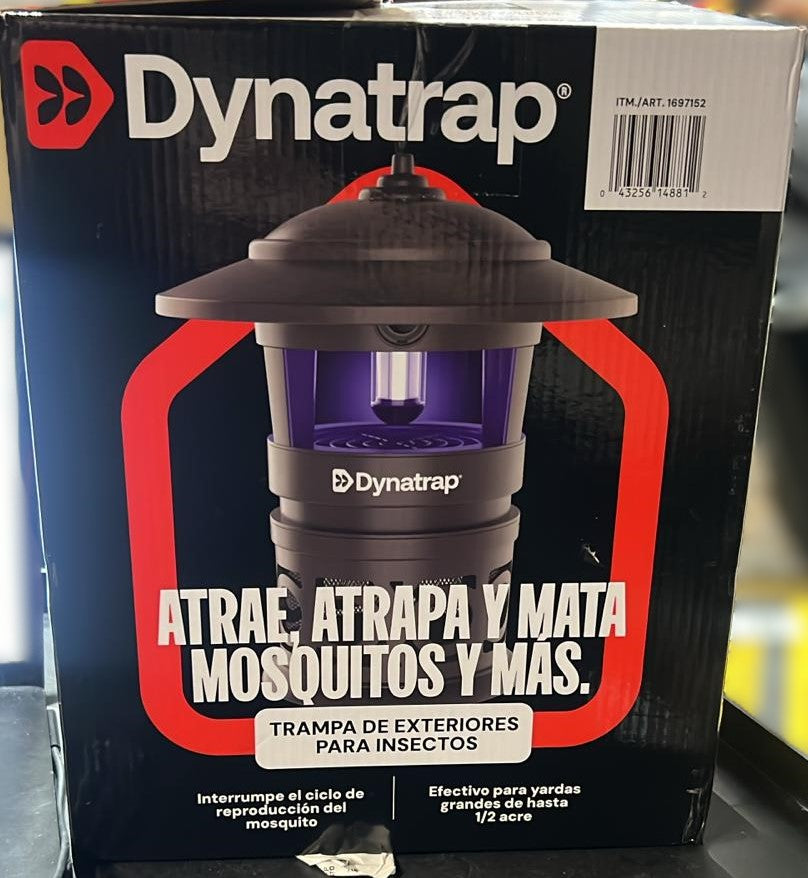 Dynatrap®
ITM./ART. 1697152
0 43256 14881 2
Dynatrap
ATRAE, ATRAPA Y MATA
MOSQUITOS Y MÁS.
TRAMPA DE EXTERIORES
PARA INSECTOS
Interrumpe el ciclo de
reproducción del
mosquito
Efectivo para yardas
grandes de hasta
1/2 acre